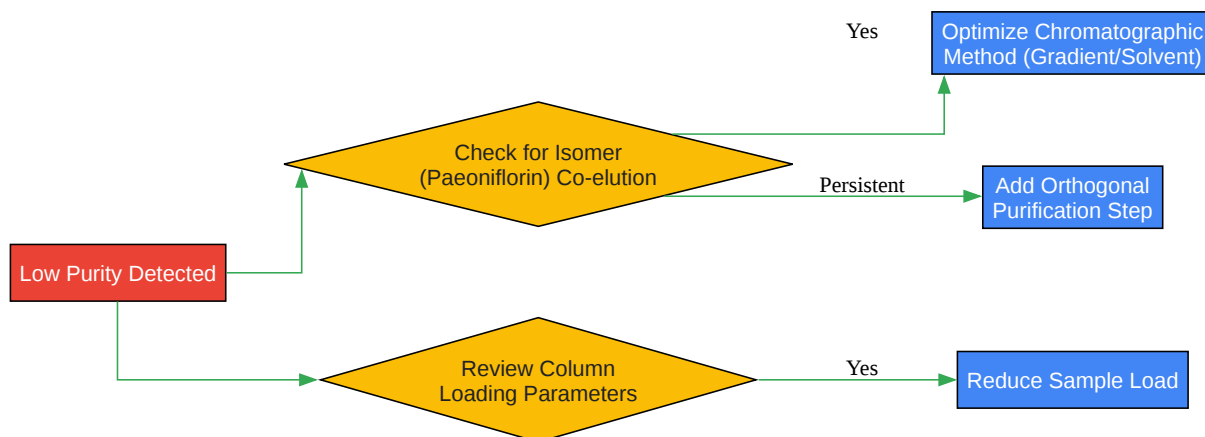 Yes
Optimize Chromatographic
Method (Gradient/Solvent)
Check for Isomer
(Paeoniflorin) Co-elution
Persistent
Add Orthogonal
Purification Step
Low Purity Detected
Review Column
Loading Parameters
Yes
Reduce Sample Load